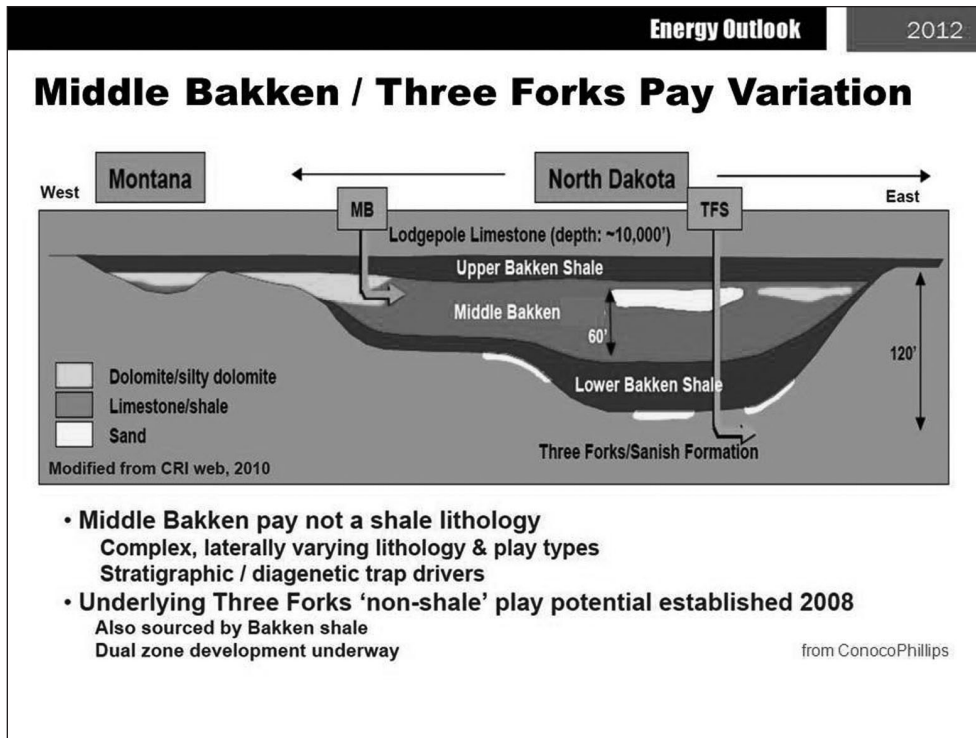 Energy Outlook 2012
Middle Bakken / Three Forks Pay Variation
Montana
North Dakota
West
East
MB
TFS
Lodgepole Limestone (depth: ~10,000')
Upper Bakken Shale
Middle Bakken
60'
120'
Lower Bakken Shale
Dolomite/silty dolomite
Limestone/shale
Sand
Three Forks/Sanish Formation
Modified from CRI web, 2010
• Middle Bakken pay not a shale lithology
Complex, laterally varying lithology & play types
Stratigraphic / diagenetic trap drivers
• Underlying Three Forks ‘non-shale’ play potential established 2008
Also sourced by Bakken shale
Dual zone development underway
from ConocoPhillips